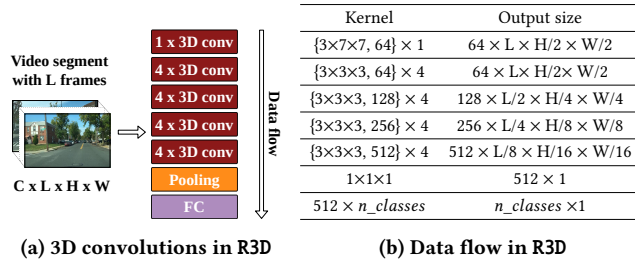 Video segment
with L frames
C x L x H x W
1 x 3D conv
4 x 3D conv
4 x 3D conv
4 x 3D conv
4 x 3D conv
Pooling
FC
Data flow
(a) 3D convolutions in R3D
Kernel Output size
{3×7×7, 64} × 1 64 × L × H/2 × W/2
{3×3×3, 64} × 4 64 × L× H/2× W/2
{3×3×3, 128} × 4 128 × L/2 × H/4 × W/4
{3×3×3, 256} × 4 256 × L/4 × H/8 × W/8
{3×3×3, 512} × 4 512 × L/8 × H/16 × W/16
1×1×1 512 × 1
512 × n_classes n_classes ×1
(b) Data flow in R3D